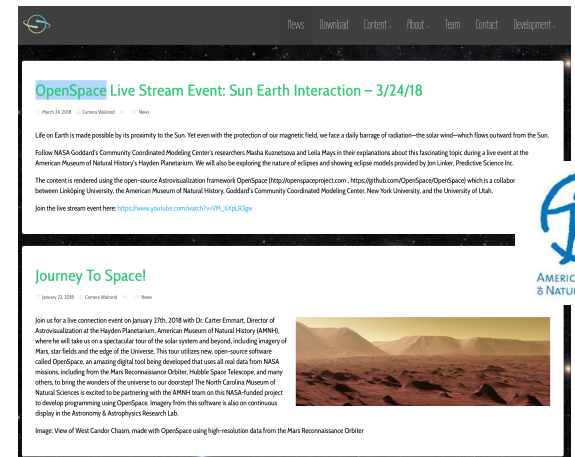 News Download Content About Team Contact Development
OpenSpace Live Stream Event: Sun Earth Interaction – 3/24/18
March 24, 2018 Camera Walrond News
Life on Earth is made possible by its proximity to the Sun. Yet even with the protection of our magnetic field, we face a daily barrage of radiation—the solar wind—which flows outward from the Sun.
Follow NASA's Community Coordinated Modeling Center's researchers Masha Kuznetsova and Leila Mays in their explanations about this fascinating topic during a live event at the
American Museum of Natural History's Hayden Planetarium. We will also be exploring the nature of eclipses and showing eclipse models provided by Jon Linker, Predictive Science Inc.
The content is rendered using the open-source Astrovisualization framework OpenSpace (http://openspaceproject.com , https://github.com/OpenSpace/OpenSpace) which is a collabor
between Linköping University, the American Museum of Natural History, Goddard's Community Coordinated Modeling Center, New York University, and the University of Utah.
Join the live stream event here: https://www.youtube.com/watch?v=VM_6XpLR3gw
AMERIC
& NATUR
Journey To Space!
January 23, 2018 Camera Walrond News
Join us for a live connection event on January 27th, 2018 with Dr. Carter Emmart, Director of
Astrovisualization at the Hayden Planetarium, American Museum of Natural History (AMNH),
where he will take us on a spectacular tour of the solar system and beyond, including imagery of
Mars, star fields and the edge of the Universe. This tour utilizes new, open-source software
called OpenSpace, an amazing digital tool being developed that uses all real data from NASA
missions, including from the Mars Reconnaissance Orbiter, Hubble Space Telescope, and many
others, to bring the wonders of the universe to our doorstep! The North Carolina Museum of
Natural Sciences is excited to be partnering with the AMNH team on this NASA-funded project
to develop programming using OpenSpace. Imagery from this software is also on continuous
display in the Astronomy & Astrophysics Research Lab.
Image: View of West Candor Chasm, made with OpenSpace using high-resolution data from the Mars Reconnaissance Orbiter